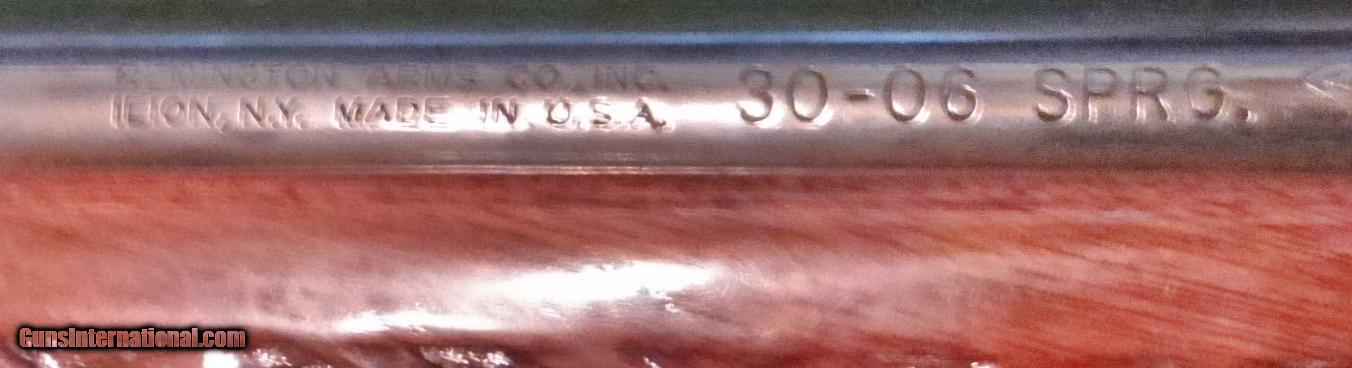 REMINGTON ARMS CO., INC.
ILION, N.Y. MADE IN U.S.A.
30-06 SPRG.
GunsInternational.com